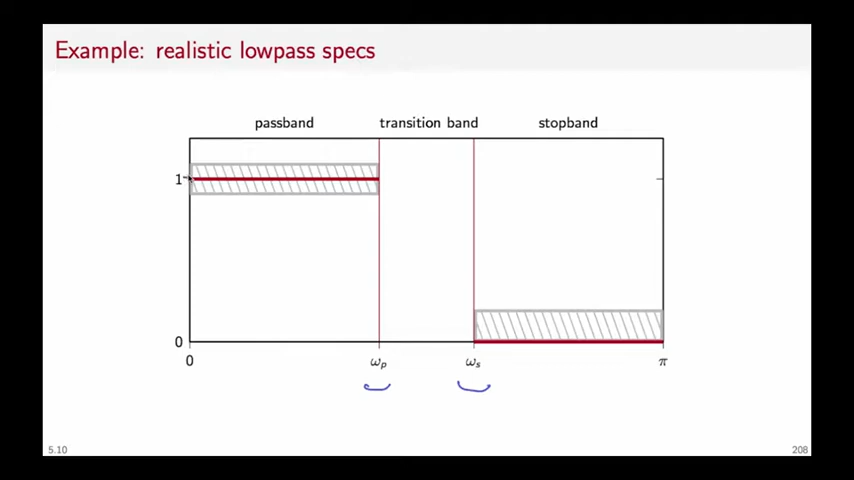 Example: realistic lowpass specs
passband transition band stopband
1
0
0 ωp ωs π
5.10 208